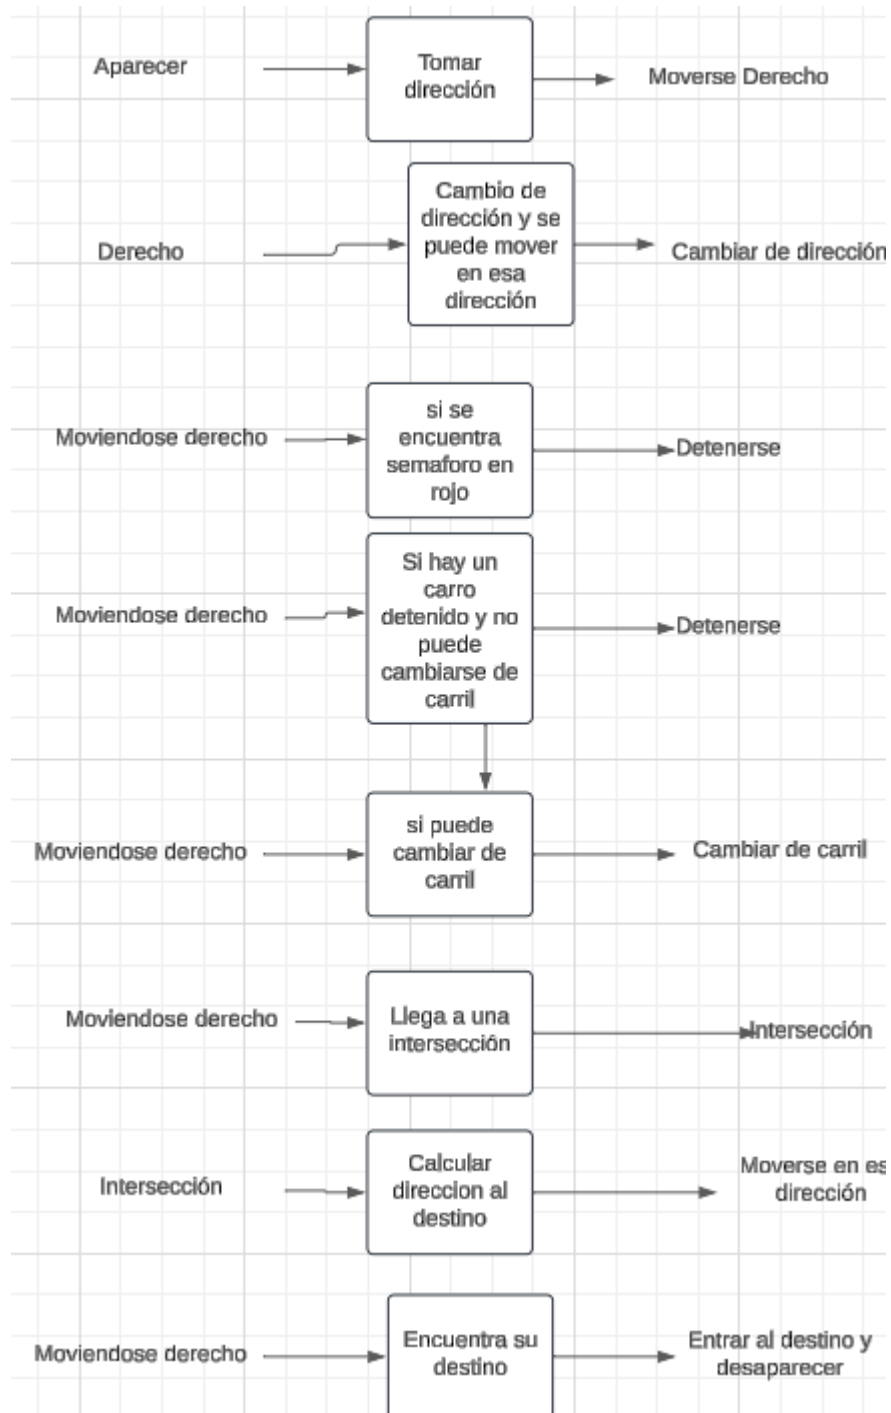 Aparecer
Tomar
dirección
Moverse Derecho
Derecho
Cambio de
dirección y se
puede mover
en esa
dirección
Cambiar de dirección
Moviendose derecho
si se
encuentra
semaforo en
rojo
Detenerse
Moviendose derecho
Si hay un
carro
detenido y no
puede
cambiarse de
carril
Detenerse
Moviendose derecho
si puede
cambiar de
carril
Cambiar de carril
Moviendose derecho
Llega a una
intersección
Intersección
Intersección
Calcular
direccion al
destino
Moverse en es
dirección
Moviendose derecho
Encuentra su
destino
Entrar al destino y
desaparecer